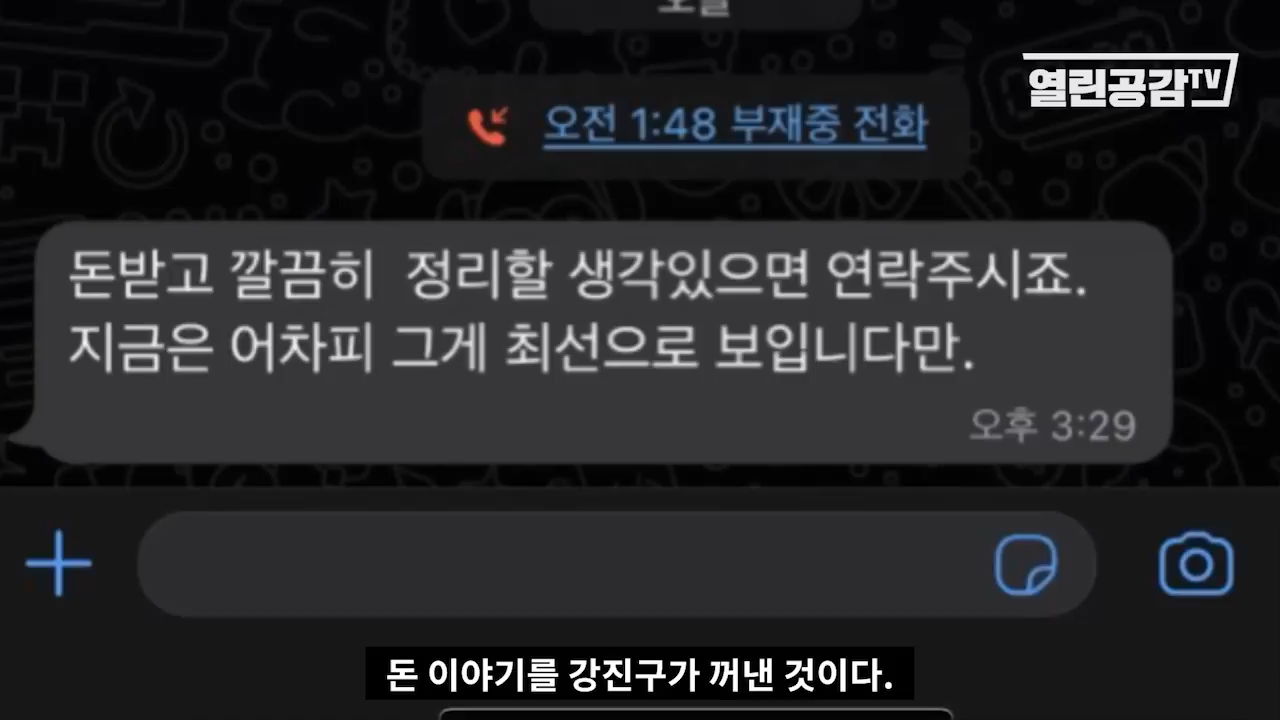 오늘
열린공감TV
오전 1:48 부재중 전화
돈받고 깔끔히  정리할 생각있으면 연락주시죠.
지금은 어차피 그게 최선으로 보입니다만.
오후 3:29
돈 이야기를 강진구가 꺼낸 것이다.